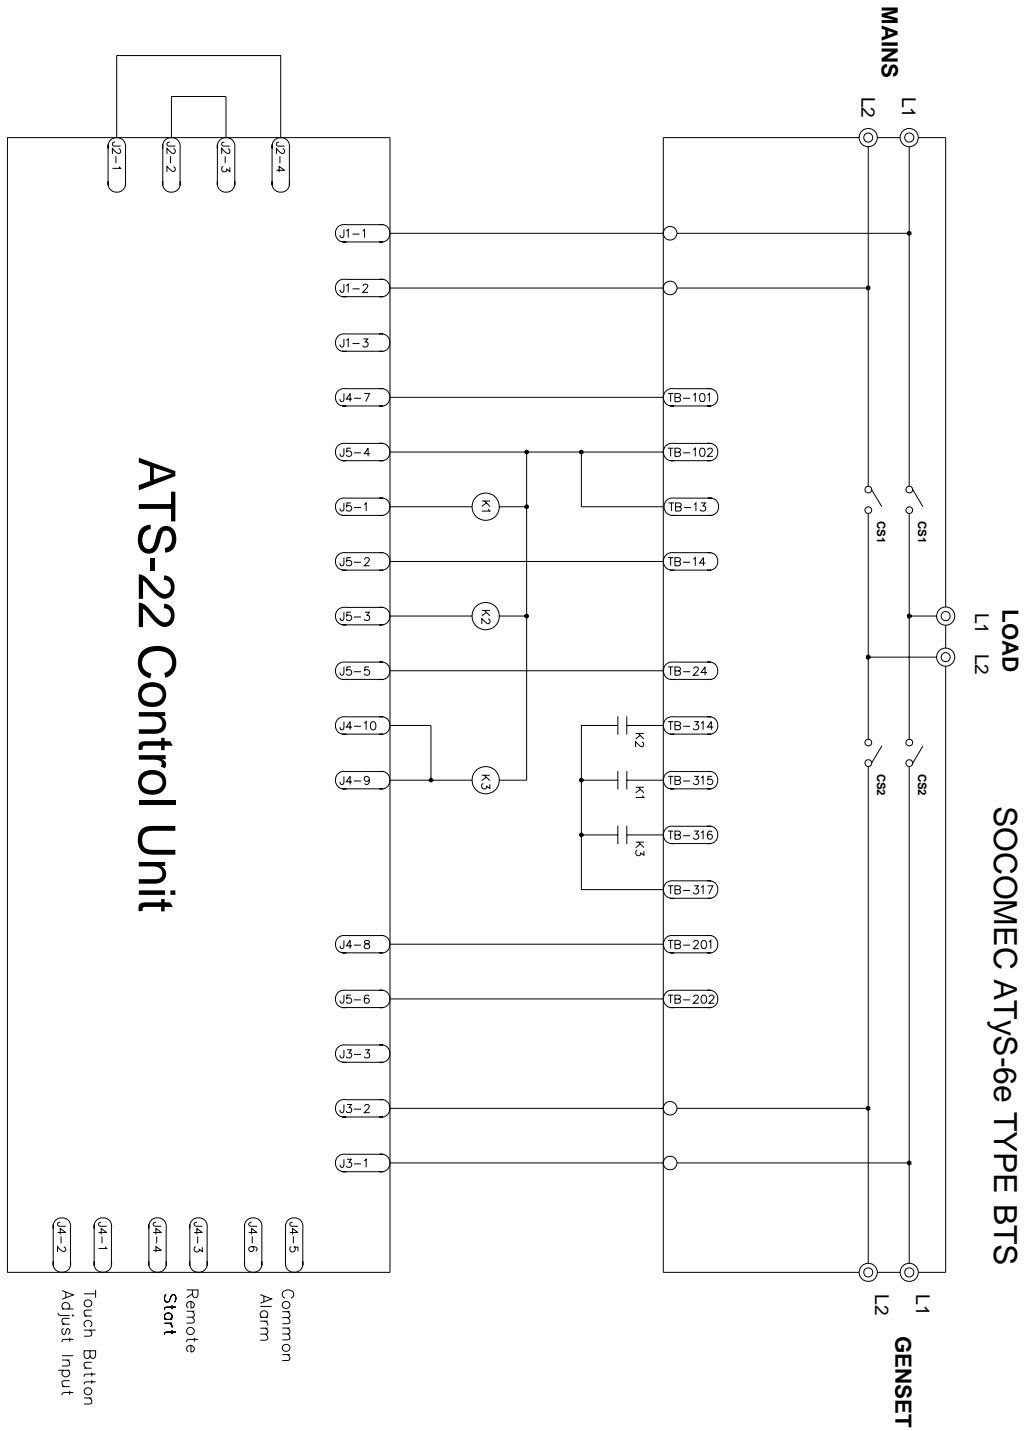 SOCOMEC ATyS-6e TYPE BTS
MAINS
L1
L2
CS1
CS1
LOAD
L1 L2
CS2
CS2
L1
L2
GENSET
TB-101
TB-102
TB-13
TB-14
TB-24
TB-314
TB-315
TB-316
TB-317
TB-201
TB-202
K2
K1
K3
K1
K2
K3
J2-4
J2-3
J2-2
J2-1
J1-1
J1-2
J1-3
J4-7
J5-4
J5-1
J5-2
J5-3
J5-5
J4-10
J4-9
J4-8
J5-6
J3-3
J3-2
J3-1
ATS-22 Control Unit
J4-5
J4-6
Common
Alarm
J4-3
J4-4
Remote
Start
J4-1
J4-2
Touch Button
Adjust Input